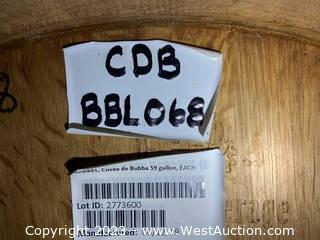 CDB
BBL068
BARREL, Cuvee de Bubba 59 gallon, EACH
Lot ID: 2773600
Copyright 2023 - www.WestAuction.com